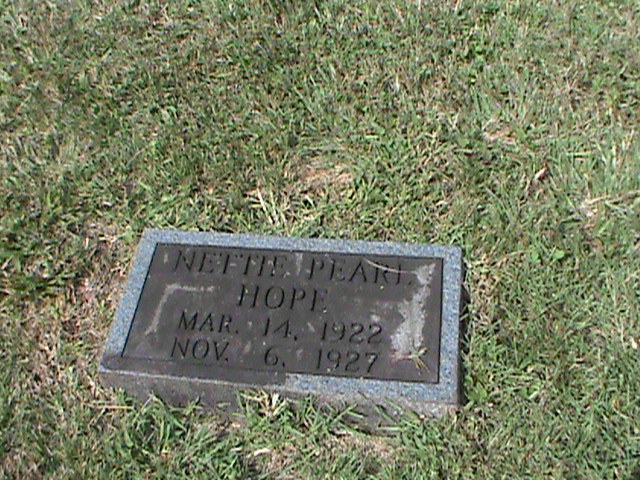 NETTIE PEARL
HOPE
MAR. 14, 1922
NOV. 6, 1927